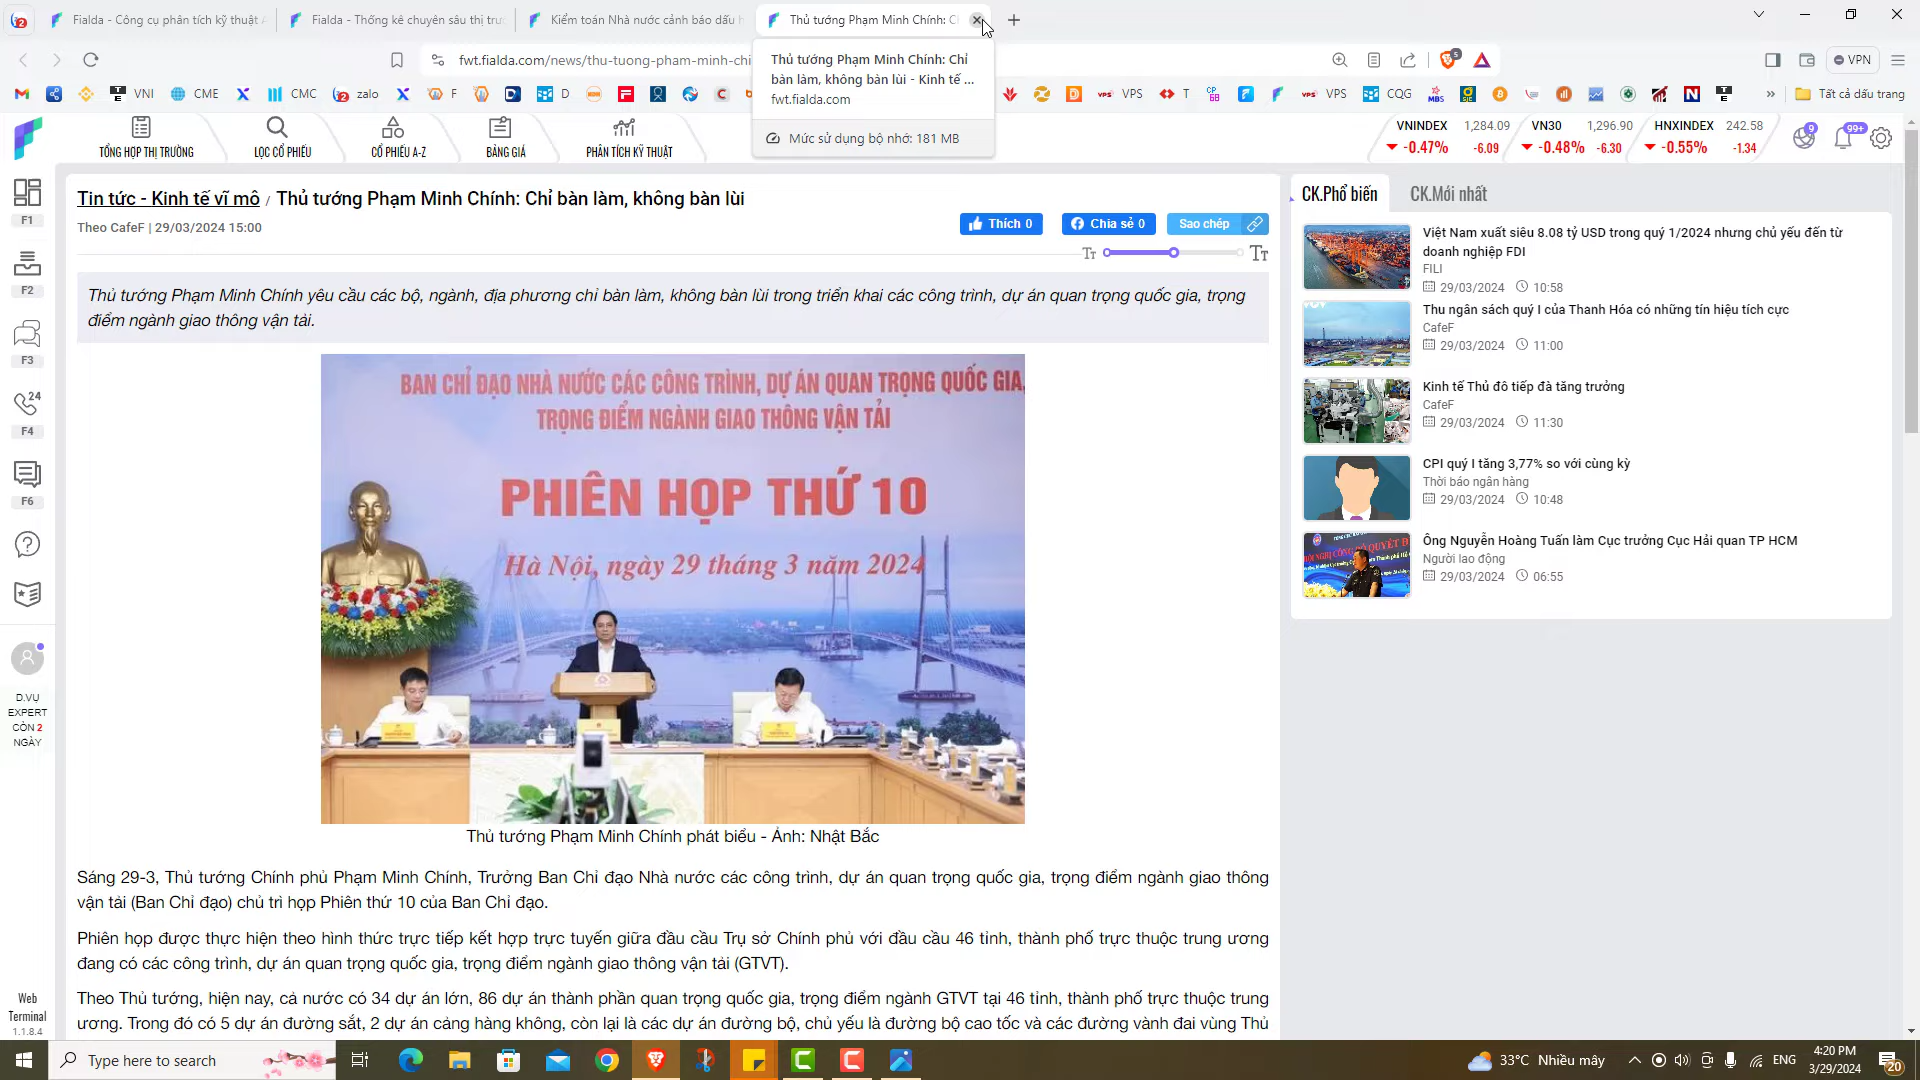 Fialda - Công cụ phân tích kỹ thuật
Fialda - Thống kê chuyên sâu thị trư
Kiểm toán Nhà nước cảnh báo dấu h
Thủ tướng Phạm Minh Chính: Ch
fwt.fialda.com/news/thu-tuong-pham-minh-chi
Thủ tướng Phạm Minh Chính: Chỉ
bàn làm, không bàn lùi - Kinh tế ...
fwt.fialda.com
Mức sử dụng bộ nhớ: 181 MB
5
VPN
VNI
CME
CMC
zalo
F
D
VPS
T
VPS
CQG
Tất cả dấu trang
TỔNG HỢP THỊ TRƯỜNG
LỌC CỔ PHIẾU
CỔ PHIẾU A-Z
BẢNG GIÁ
PHÂN TÍCH KỸ THUẬT
VNINDEX 1,284.09
-0.47% -6.09
VN30 1,296.90
-0.48% -6.30
HNXINDEX 242.58
-0.55% -1.34
9
99+
F1
F2
F3
24
F4
F6
D.VỤ
EXPERT
CÒN 2
NGÀY
Web
Terminal
1.1.8.4
Tin tức - Kinh tế vĩ mô / Thủ tướng Phạm Minh Chính: Chỉ bàn làm, không bàn lùi
Theo CafeF | 29/03/2024 15:00
Thích 0
Chia sẻ 0
Sao chép
Tт
Tт
Thủ tướng Phạm Minh Chính yêu cầu các bộ, ngành, địa phương chỉ bàn làm, không bàn lùi trong triển khai các công trình, dự án quan trọng quốc gia, trọng
điểm ngành giao thông vận tải.
BAN CHỈ ĐẠO NHÀ NƯỚC CÁC CÔNG TRÌNH, DỰ ÁN QUAN TRỌNG QUỐC GIA,
TRỌNG ĐIỂM NGÀNH GIAO THÔNG VẬN TẢI
PHIÊN HỌP THỨ 10
Hà Nội, ngày 29 tháng 3 năm 2024
Thủ tướng Phạm Minh Chính phát biểu - Ảnh: Nhật Bắc
Sáng 29-3, Thủ tướng Chính phủ Phạm Minh Chính, Trưởng Ban Chỉ đạo Nhà nước các công trình, dự án quan trọng quốc gia, trọng điểm ngành giao thông
vận tải (Ban Chỉ đạo) chủ trì họp Phiên thứ 10 của Ban Chỉ đạo.
Phiên họp được thực hiện theo hình thức trực tiếp kết hợp trực tuyến giữa đầu cầu Trụ sở Chính phủ với đầu cầu 46 tỉnh, thành phố trực thuộc trung ương
đang có các công trình, dự án quan trọng quốc gia, trọng điểm ngành giao thông vận tải (GTVT).
Theo Thủ tướng, hiện nay, cả nước có 34 dự án lớn, 86 dự án thành phần quan trọng quốc gia, trọng điểm ngành GTVT tại 46 tỉnh, thành phố trực thuộc trung
ương. Trong đó có 5 dự án đường sắt, 2 dự án cảng hàng không, còn lại là các dự án đường bộ, chủ yếu là đường bộ cao tốc và các đường vành đai vùng Thủ
CK.Phổ biến
CK.Mới nhất
Việt Nam xuất siêu 8.08 tỷ USD trong quý 1/2024 nhưng chủ yếu đến từ
doanh nghiệp FDI
FILI
29/03/2024 10:58
Thu ngân sách quý I của Thanh Hóa có những tín hiệu tích cực
CafeF
29/03/2024 11:00
Kinh tế Thủ đô tiếp đà tăng trưởng
CafeF
29/03/2024 11:30
CPI quý I tăng 3,77% so với cùng kỳ
Thời báo ngân hàng
29/03/2024 10:48
Ông Nguyễn Hoàng Tuấn làm Cục trưởng Cục Hải quan TP HCM
Người lao động
29/03/2024 06:55
Type here to search
33°C Nhiều mây
ENG
4:20 PM
3/29/2024
20